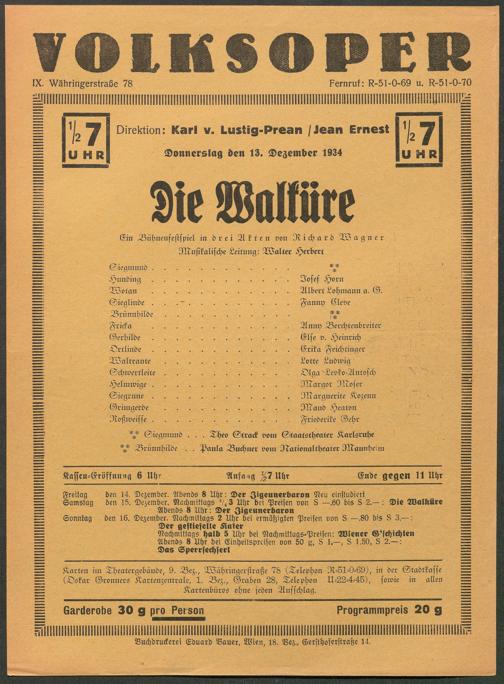 VOLKSOPER
IX. Währingerstraße 78 Fernruf: R-51-0-69 u. R-51-0-70
1/2 7 UHR
Direktion: Karl v. Lustig-Prean / Jean Ernest
1/2 7 UHR
Donnerstag den 13. Dezember 1934
Die Walküre
Ein Bühnenfestspiel in drei Akten von Richard Wagner
Musikalische Leitung: Walter Herbert
Siegmund . . . . . . . . . . . . ***
Hunding . . . . . . . . . . . . Josef Horn
Wotan . . . . . . . . . . . . Albert Lohmann a. G.
Sieglinde . . . . . . . . . . . . Fanny Cleve
Brünnhilde . . . . . . . . . . . . ***
Fricka . . . . . . . . . . . . Anny Berchtenbreiter
Gerhilde . . . . . . . . . . . . Else v. Heinrich
Ortlinde . . . . . . . . . . . . Erika Feichtinger
Waltraute . . . . . . . . . . . . Lotte Ludwig
Schwertleite . . . . . . . . . . . . Olga Levko-Antosch
Helmwige . . . . . . . . . . . . Margot Moser
Siegrune . . . . . . . . . . . . Marguerite Kozenn
Grimgerde . . . . . . . . . . . . Maud Heaton
Roßweisse . . . . . . . . . . . . Friederike Gehr
*** Siegmund . . . Theo Strack vom Staatstheater Karlsruhe
*** Brünnhilde . . . Paula Buchner vom Nationaltheater Mannheim
Kassen-Eröffnung 6 Uhr Anfang 1/2 7 Uhr Ende gegen 11 Uhr
Freitag den 14. Dezember. Abends 8 Uhr: Der Zigeunerbaron Neu einstudiert
Samstag den 15. Dezember. Nachmittags 3 Uhr bei Preisen von S —.60 bis S 2.—: Die Walküre
Abends 8 Uhr: Der Zigeunerbaron
Sonntag den 16. Dezember. Nachmittags 2 Uhr bei ermäßigten Preisen von S —.80 bis S 3.—:
Der gestiefelte Kater
Nachmittags halb 5 Uhr bei Nachmittags-Preisen: Wiener G'schichten
Abends 8 Uhr bei Einheitspreisen von 50 g, S 1.—, S 1.50, S 2.—:
Das Sperrsechserl
Karten im Theatergebäude, 9. Bez., Währingerstraße 78 (Telephon R-51-0-69), in der Stadtkasse
(Oskar Gronners Kartenzentrale, 1. Bez., Graben 28, Telephon U-22-4-45), sowie in allen
Kartenbüros ohne jeden Aufschlag.
Garderobe 30 g pro Person Programmpreis 20 g
Buchdruckerei Eduard Bauer, Wien, 18. Bez., Gersthoferstraße 14.